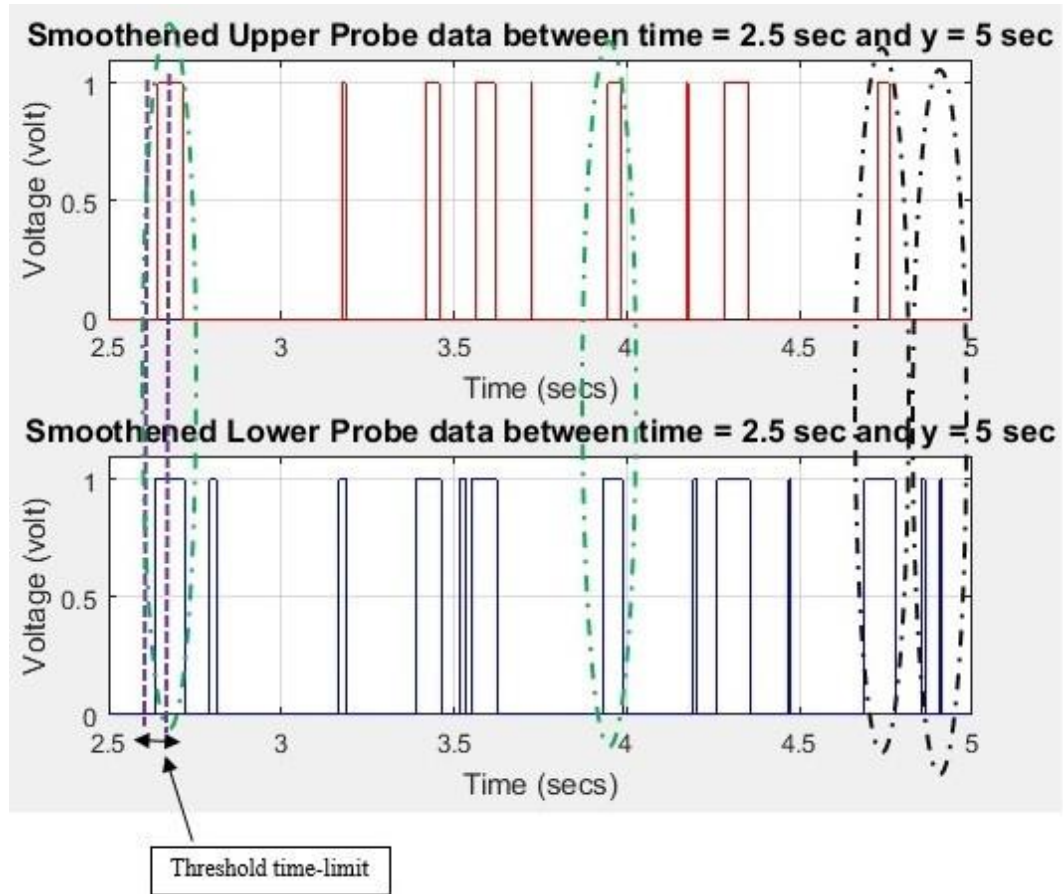 Smoothened Upper Probe data between time = 2.5 sec and y = 5 sec
Voltage (volt)
1
0.5
0
2.5 3 3.5 4 4.5 5
Time (secs)
Smoothened Lower Probe data between time = 2.5 sec and y = 5 sec
Voltage (volt)
1
0.5
0
2.5 3 3.5 4 4.5 5
Time (secs)
Threshold time-limit